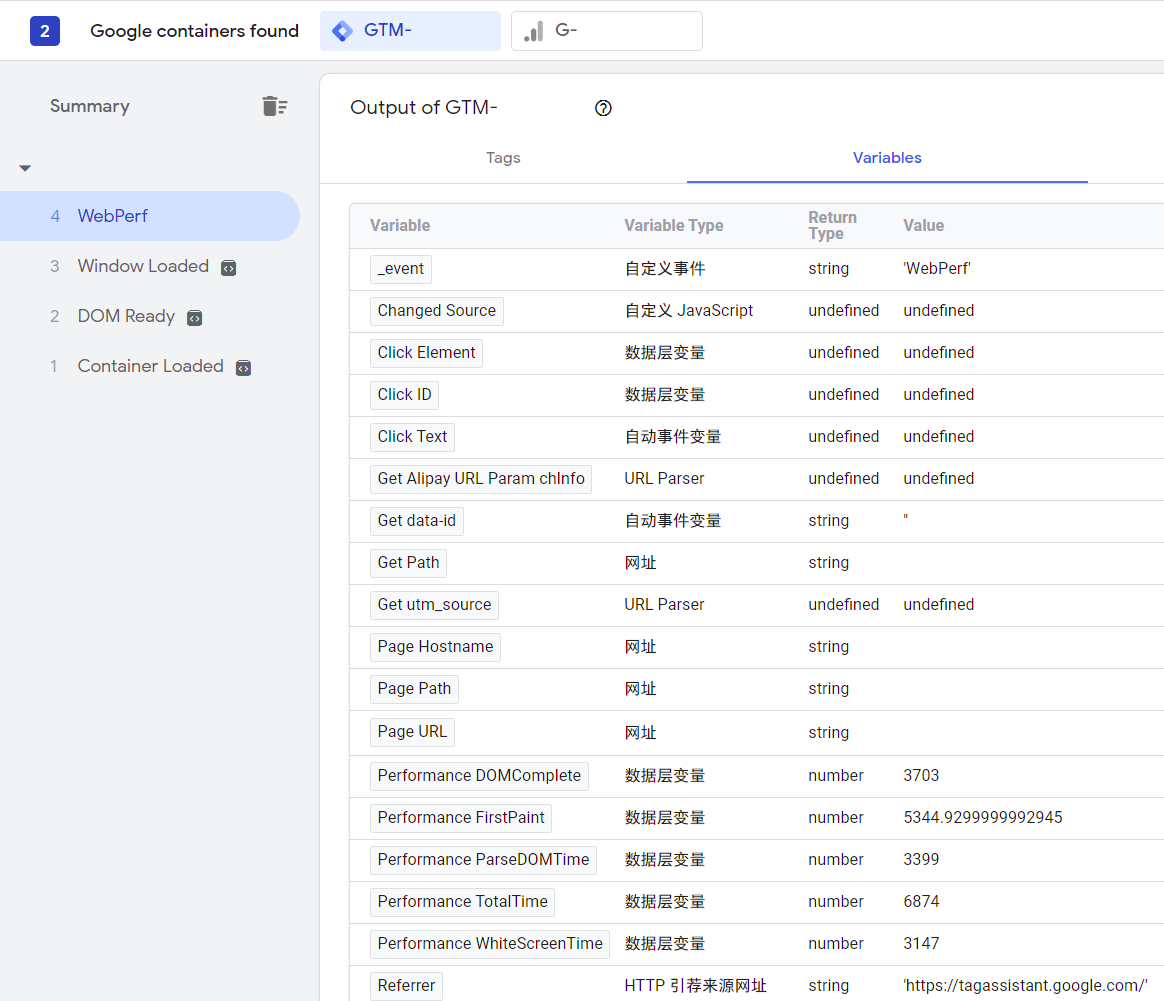 2 Google containers found GTM- G-
Summary
Output of GTM-
Tags Variables
4 WebPerf
3 Window Loaded
2 DOM Ready
1 Container Loaded
Variable Variable Type Return Type Value
_event 自定义事件 string 'WebPerf'
Changed Source 自定义 JavaScript undefined undefined
Click Element 数据层变量 undefined undefined
Click ID 数据层变量 undefined undefined
Click Text 自动事件变量 undefined undefined
Get Alipay URL Param chInfo URL Parser undefined undefined
Get data-id 自动事件变量 string ''
Get Path 网址 string
Get utm_source URL Parser undefined undefined
Page Hostname 网址 string
Page Path 网址 string
Page URL 网址 string
Performance DOMComplete 数据层变量 number 3703
Performance FirstPaint 数据层变量 number 5344.9299999992945
Performance ParseDOMTime 数据层变量 number 3399
Performance TotalTime 数据层变量 number 6874
Performance WhiteScreenTime 数据层变量 number 3147
Referrer HTTP 引荐来源网址 string 'https://tagassistant.google.com/'